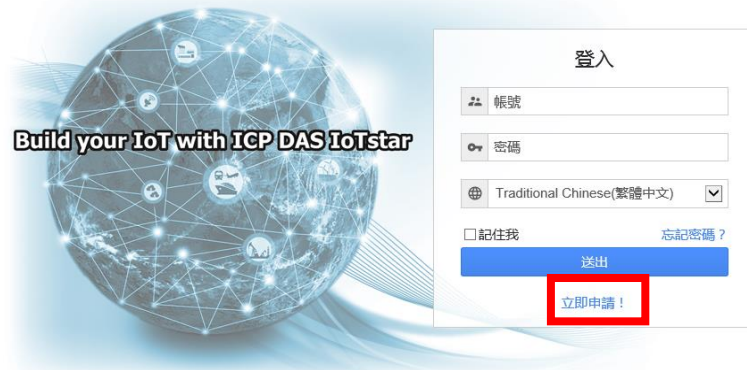 Build your IoT with ICP DAS IoTstar
登入
帳號
密碼
Traditional Chinese(繁體中文)
記住我
忘記密碼？
送出
立即申請！